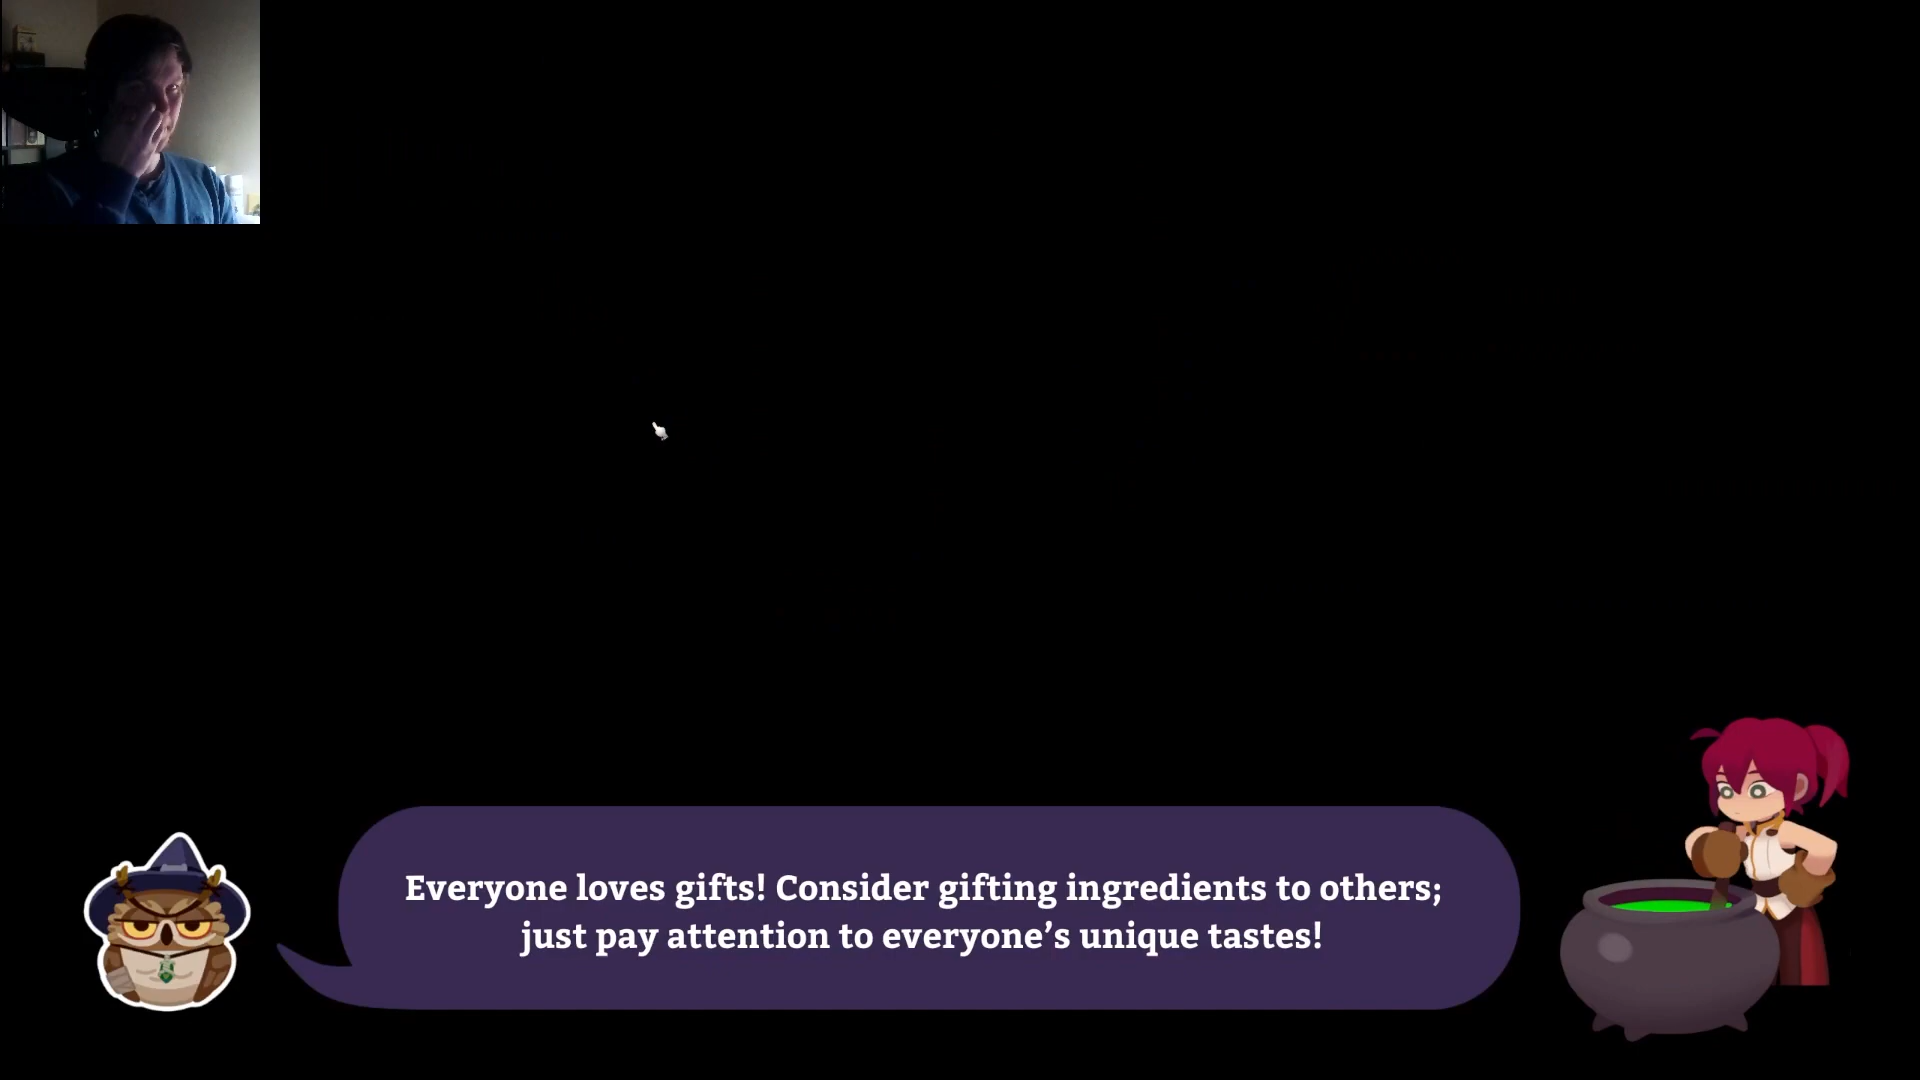 Everyone loves gifts! Consider gifting ingredients to others;
just pay attention to everyone’s unique tastes!